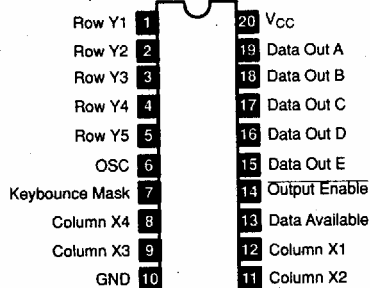 Row Y1 1 20 VCC
Row Y2 2 19 Data Out A
Row Y3 3 18 Data Out B
Row Y4 4 17 Data Out C
Row Y5 5 16 Data Out D
OSC 6 15 Data Out E
Keybounce Mask 7 14 Output Enable
Column X4 8 13 Data Available
Column X3 9 12 Column X1
GND 10 11 Column X2